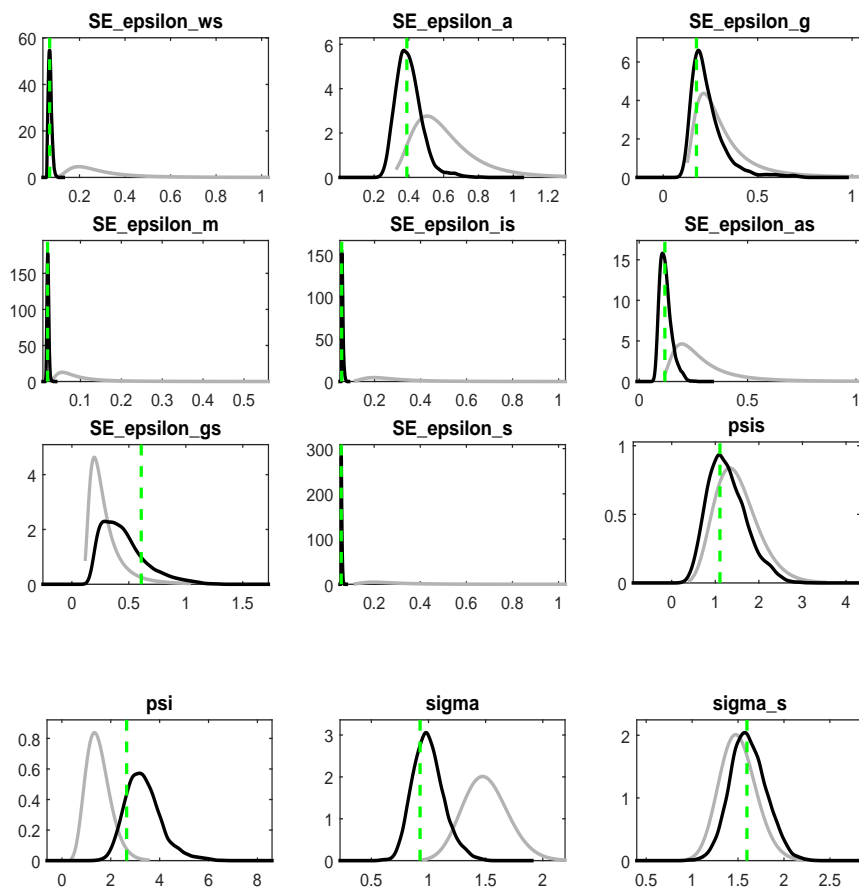 SE_epsilon_ws SE_epsilon_a SE_epsilon_g
60
40
20
0
0.2 0.4 0.6 0.8 1
6
4
2
0
0.2 0.4 0.6 0.8 1 1.2
6
4
2
0
0 0.5 1
SE_epsilon_m SE_epsilon_is SE_epsilon_as
150
100
50
0
0.1 0.2 0.3 0.4 0.5
150
100
50
0
0.2 0.4 0.6 0.8 1
15
10
5
0
0 0.5 1
SE_epsilon_gs SE_epsilon_s psis
4
2
0
0 0.5 1 1.5
300
200
100
0
0.2 0.4 0.6 0.8 1
1
0.5
0
0 1 2 3 4
psi sigma sigma_s
0.8
0.6
0.4
0.2
0
0 2 4 6 8
3
2
1
0
0.5 1 1.5 2
2
1
0
0.5 1 1.5 2 2.5